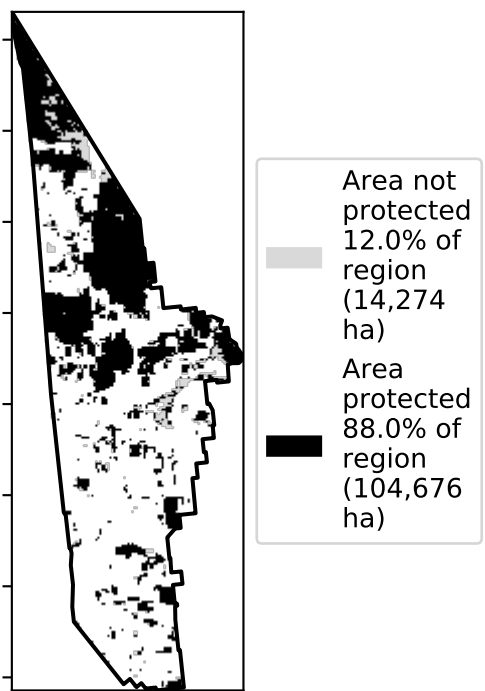 Area not
protected
12.0% of
region
(14,274
ha)
Area
protected
88.0% of
region
(104,676
ha)